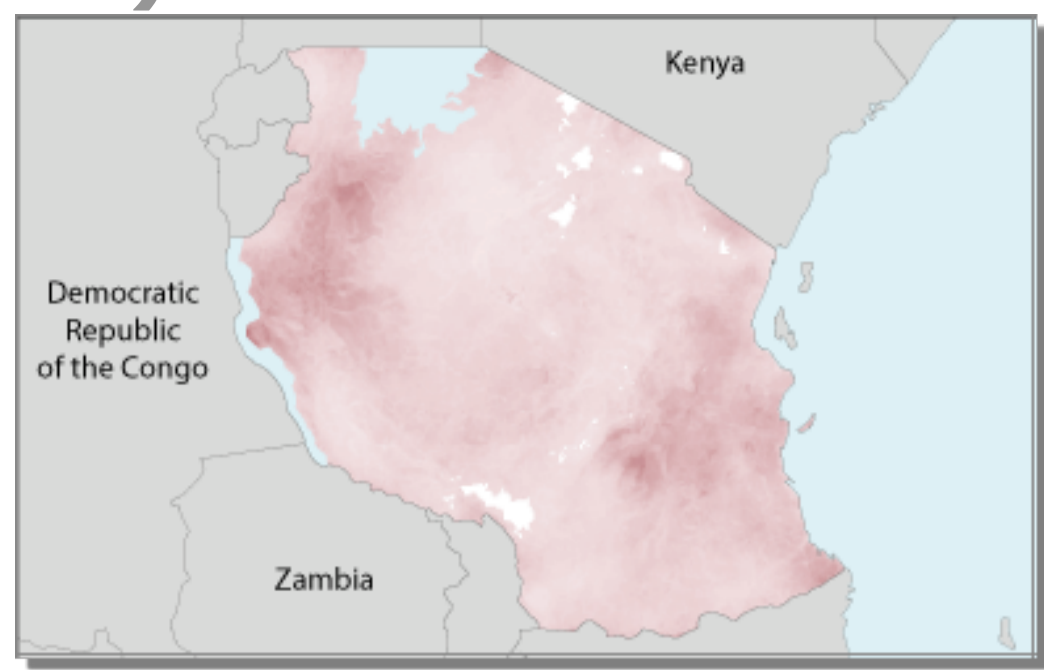 Kenya
Democratic
Republic
of the Congo
Zambia